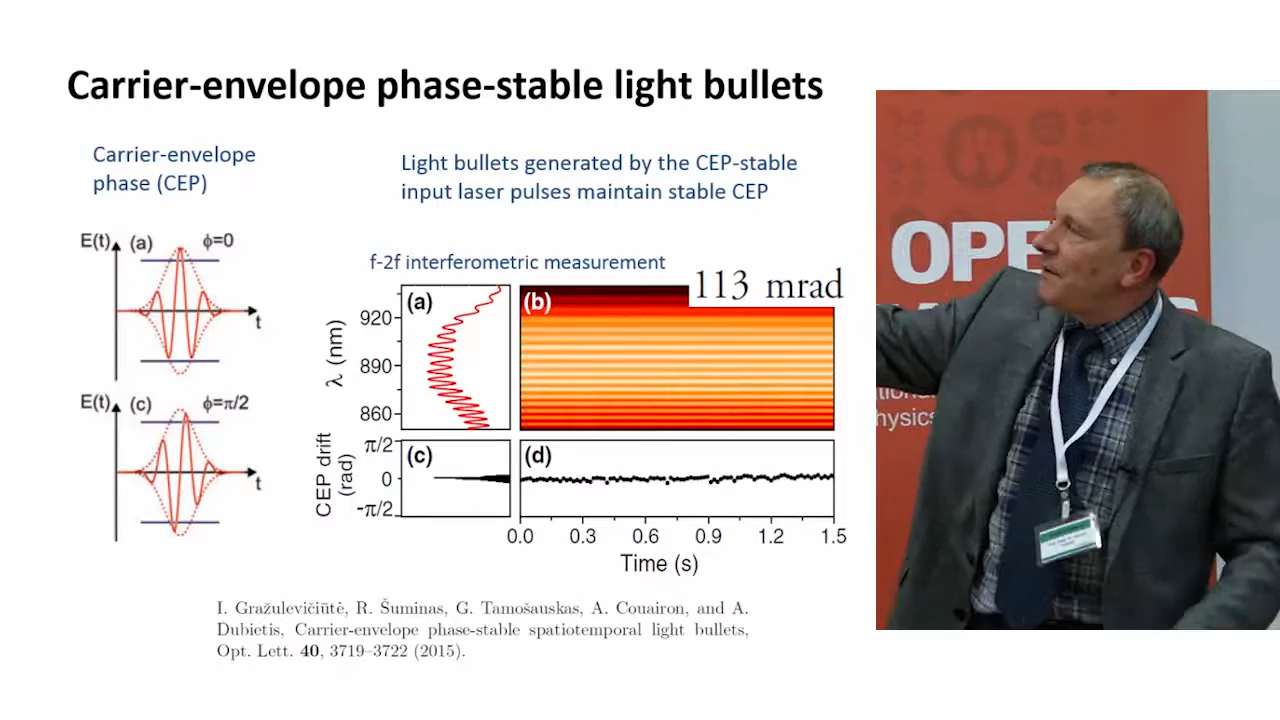 Carrier-envelope phase-stable light bullets
Carrier-envelope
phase (CEP)
Light bullets generated by the CEP-stable
input laser pulses maintain stable CEP
E(t)
(a)
ϕ=0
t
E(t)
(c)
ϕ=π/2
t
f-2f interferometric measurement
113 mrad
(a)
(b)
λ (nm)
920
890
860
CEP drift
(rad)
π/2
0
-π/2
(c)
(d)
0.0 0.3 0.6 0.9 1.2 1.5
Time (s)
I. Gražulevičiūtė, R. Šuminas, G. Tamošauskas, A. Couairon, and A.
Dubietis, Carrier-envelope phase-stable spatiotemporal light bullets,
Opt. Lett. 40, 3719–3722 (2015).
OPE